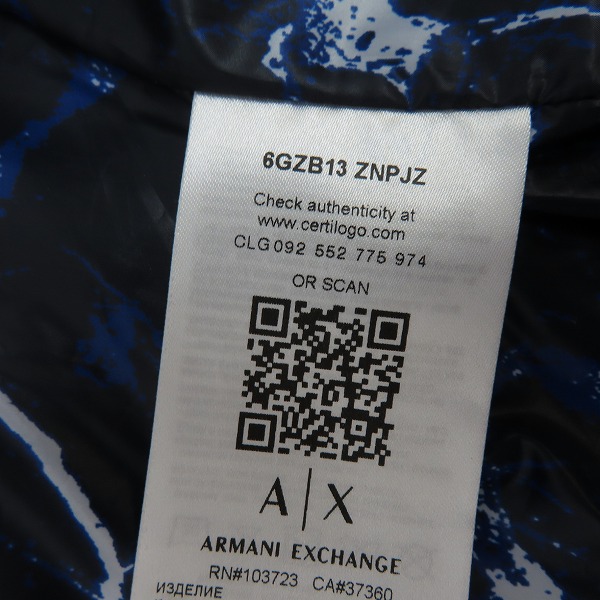 6GZB13 ZNPJZ
Check authenticity at
www.certilogo.com
CLG 092 552 775 974
OR SCAN
A|X
ARMANI EXCHANGE
RN#103723 CA#37360
ИЗДЕЛИЕ